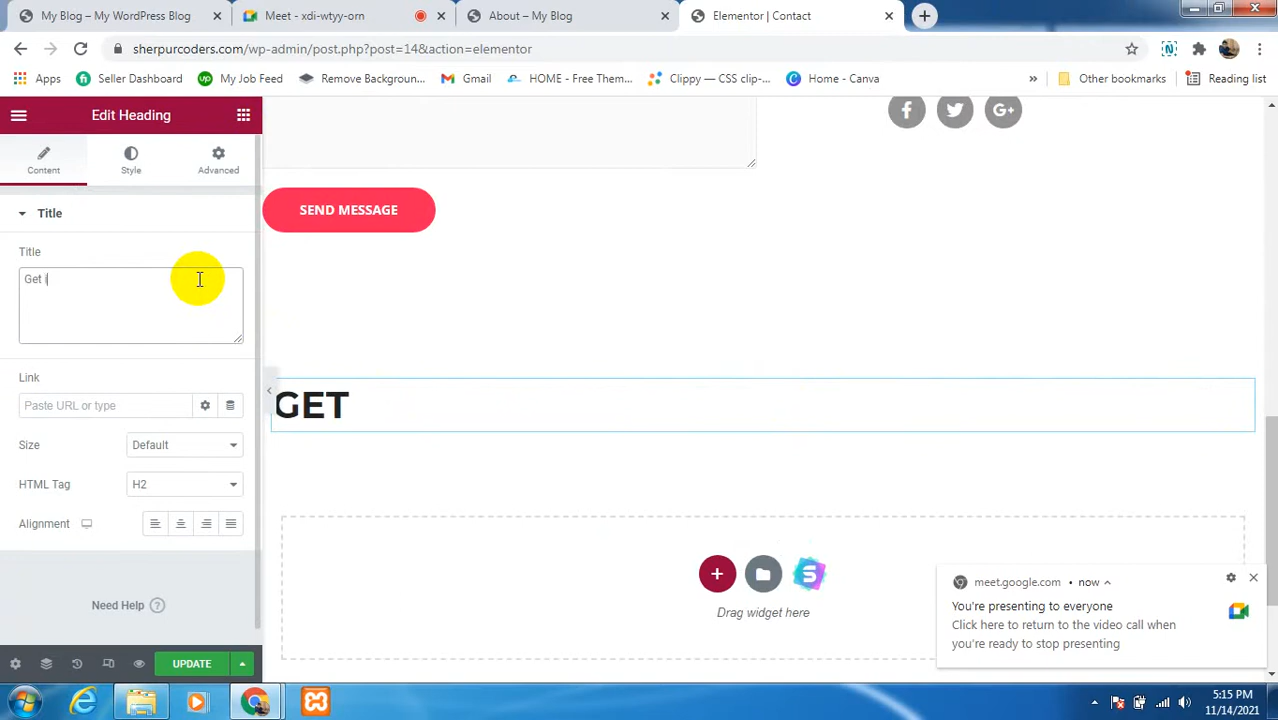 My Blog – My WordPress Blog
Meet - xdi-wtyy-orn
About – My Blog
Elementor | Contact
sherpurcoders.com/wp-admin/post.php?post=14&action=elementor
Apps
Seller Dashboard
My Job Feed
Remove Backgroun...
Gmail
HOME - Free Them...
Clippy — CSS clip-...
Home - Canva
Other bookmarks
Reading list
Edit Heading
Content
Style
Advanced
Title
Title
Get i
Link
Paste URL or type
Size
Default
HTML Tag
H2
Alignment
Need Help
UPDATE
G+
SEND MESSAGE
GET
Drag widget here
meet.google.com • now
You're presenting to everyone
Click here to return to the video call when
you're ready to stop presenting
5:15 PM
11/14/2021